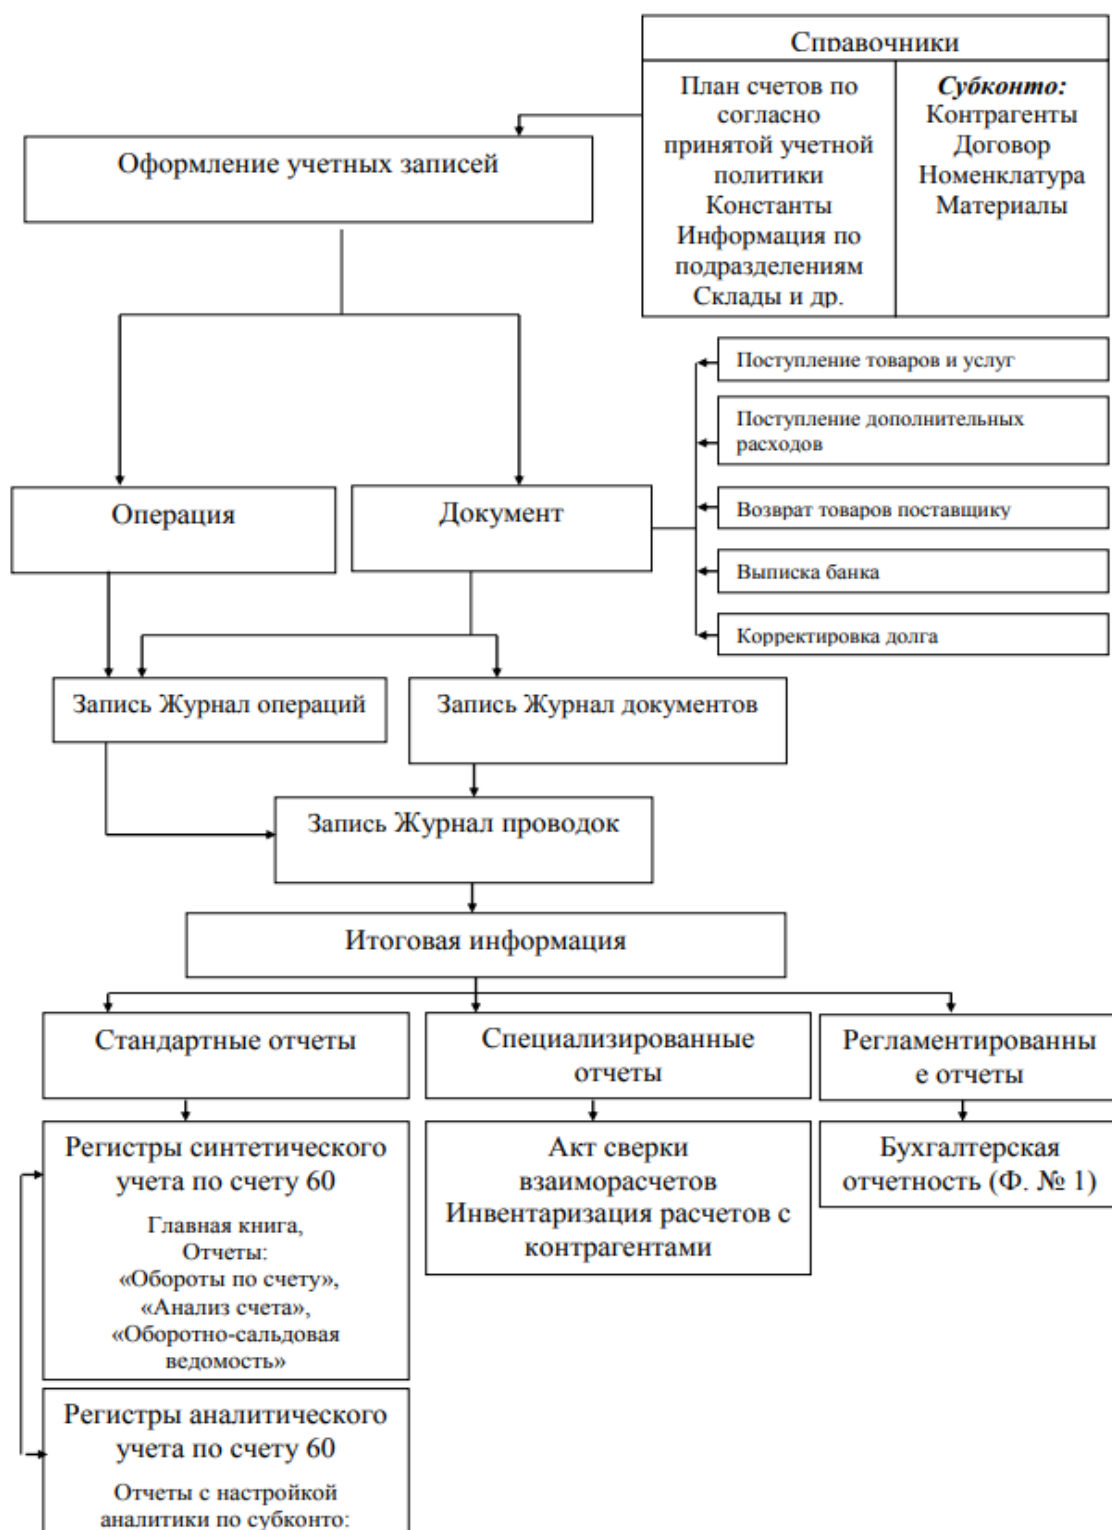 Справочники
План счетов по
согласно
принятой учетной
политики
Константы
Информация по
подразделениям
Склады и др.
Субконто:
Контрагенты
Договор
Номенклатура
Материалы
Оформление учетных записей
Поступление товаров и услуг
Поступление дополнительных
расходов
Возврат товаров поставщику
Выписка банка
Корректировка долга
Операция
Документ
Запись Журнал операций
Запись Журнал документов
Запись Журнал проводок
Итоговая информация
Стандартные отчеты
Специализированные
отчеты
Регламентированны
е отчеты
Регистры синтетического
учета по счету 60
Главная книга,
Отчеты:
«Обороты по счету»,
«Анализ счета»,
«Оборотно-сальдовая
ведомость»
Акт сверки
взаиморасчетов
Инвентаризация расчетов с
контрагентами
Бухгалтерская
отчетность (Ф. № 1)
Регистры аналитического
учета по счету 60
Отчеты с настройкой
аналитики по субконто: